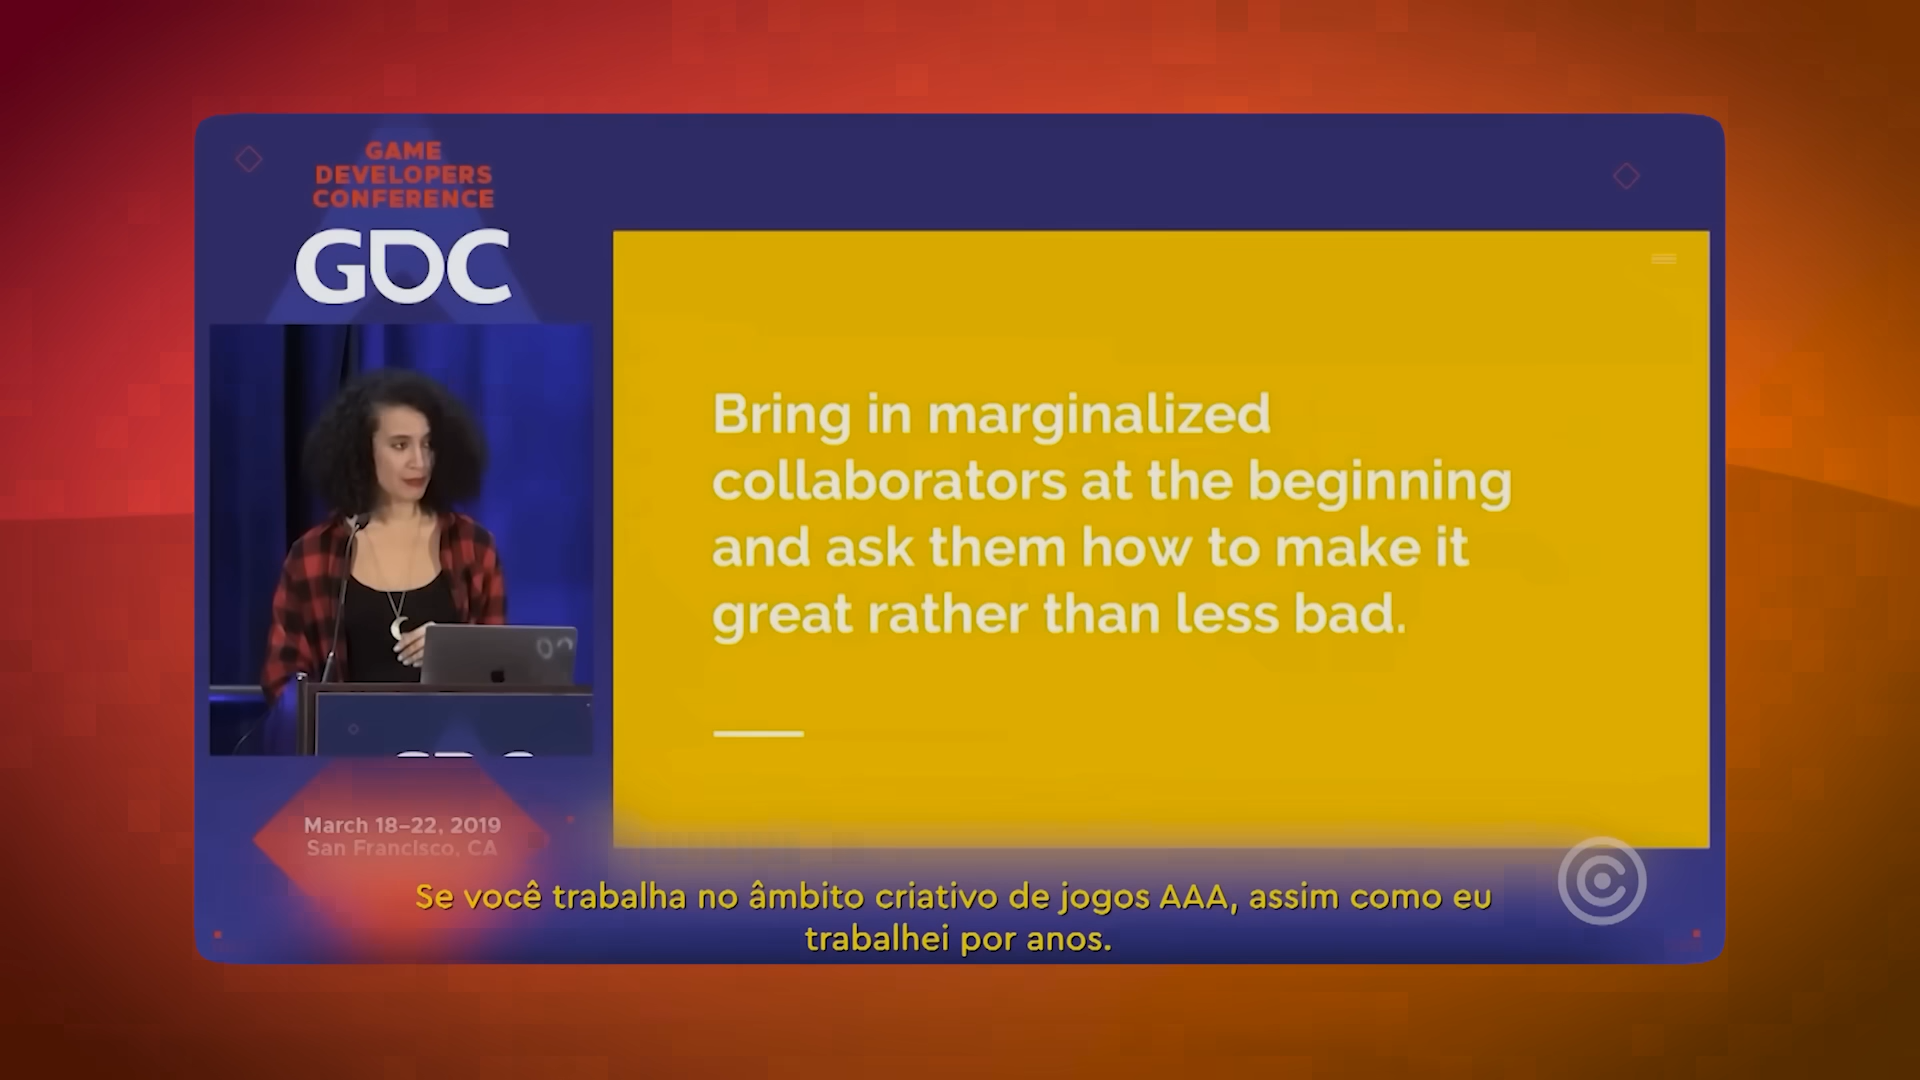 GAME
DEVELOPERS
CONFERENCE
GDC
Bring in marginalized
collaborators at the beginning
and ask them how to make it
great rather than less bad.
March 18–22, 2019
San Francisco, CA
Se você trabalha no âmbito criativo de jogos AAA, assim como eu
trabalhei por anos.